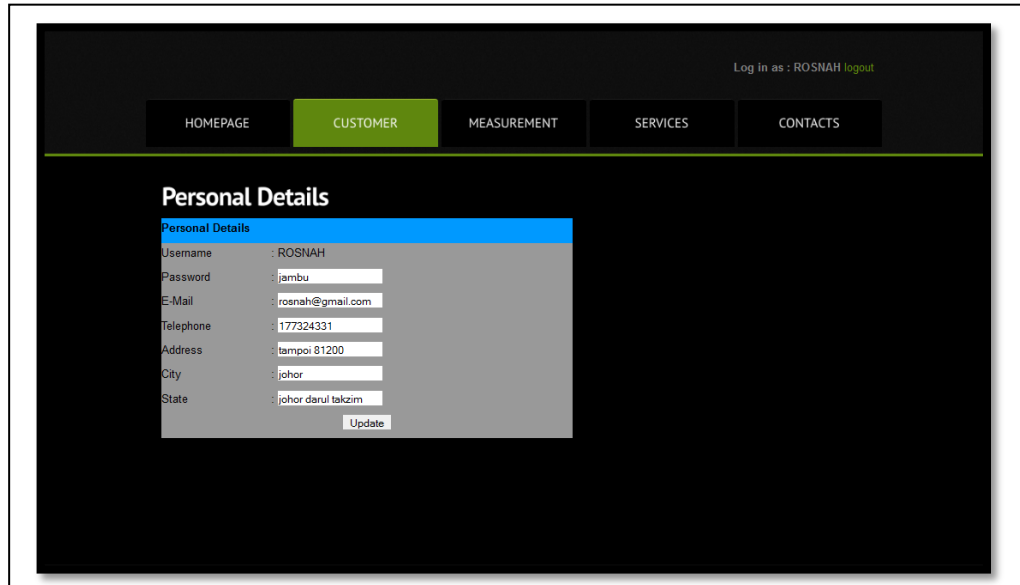 Log in as : ROSNAH logout
HOMEPAGE CUSTOMER MEASUREMENT SERVICES CONTACTS
Personal Details
Personal Details
Username : ROSNAH
Password : jambu
E-Mail : rosnah@gmail.com
Telephone : 177324331
Address : tampoi 81200
City : johor
State : johor darul takzim
Update